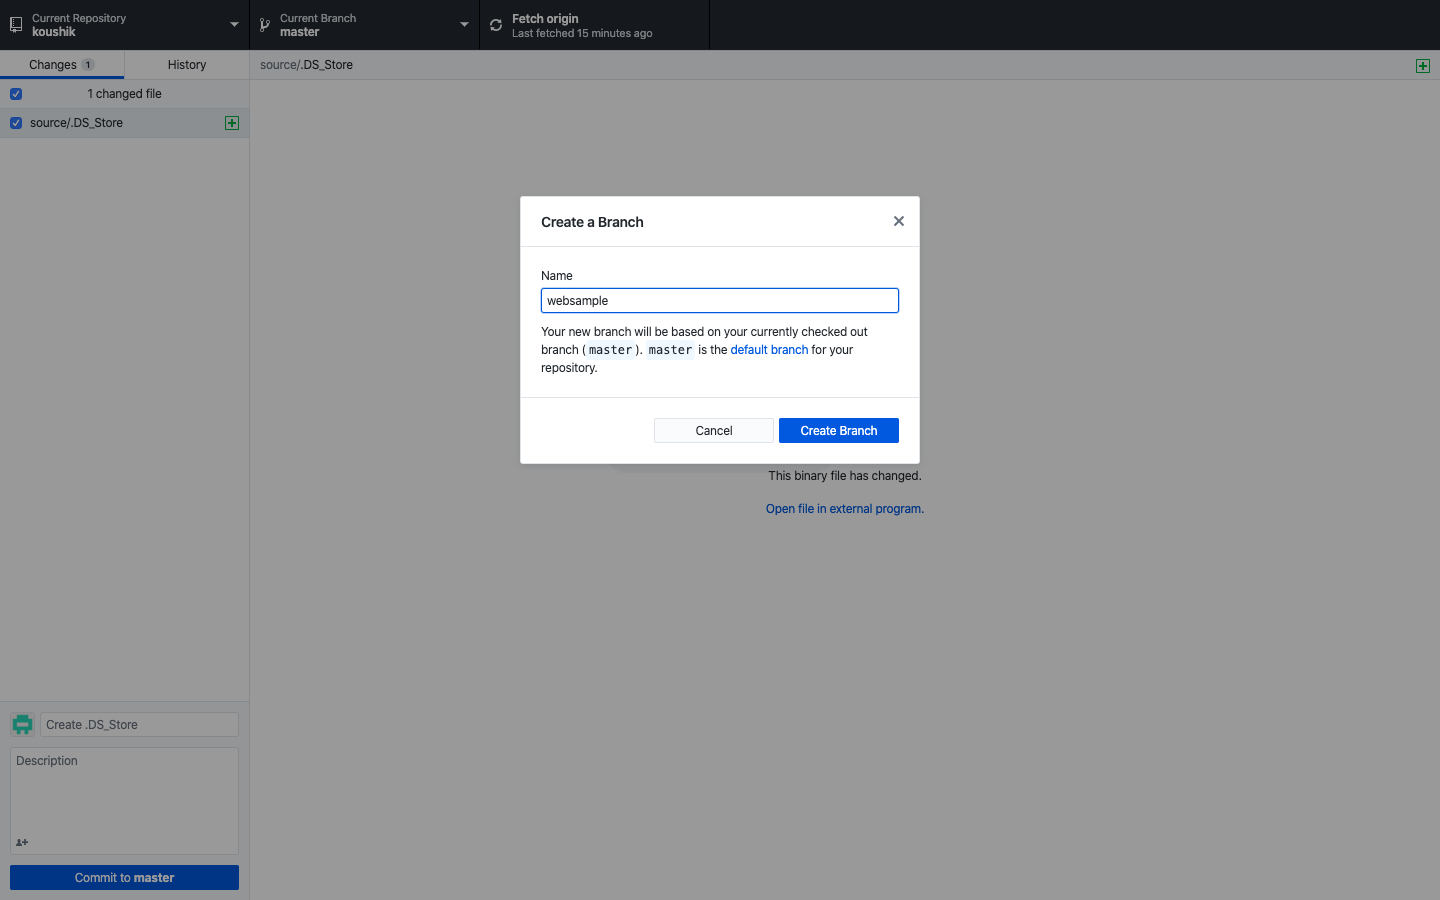 Current Repository
koushik
Current Branch
master
Fetch origin
Last fetched 15 minutes ago
Changes 1
History
source/.DS_Store
1 changed file
source/.DS_Store
Create a Branch
Name
websample
Your new branch will be based on your currently checked out
branch ( master ). master is the default branch for your
repository.
Cancel
Create Branch
This binary file has changed.
Open file in external program.
Create .DS_Store
Description
Commit to master